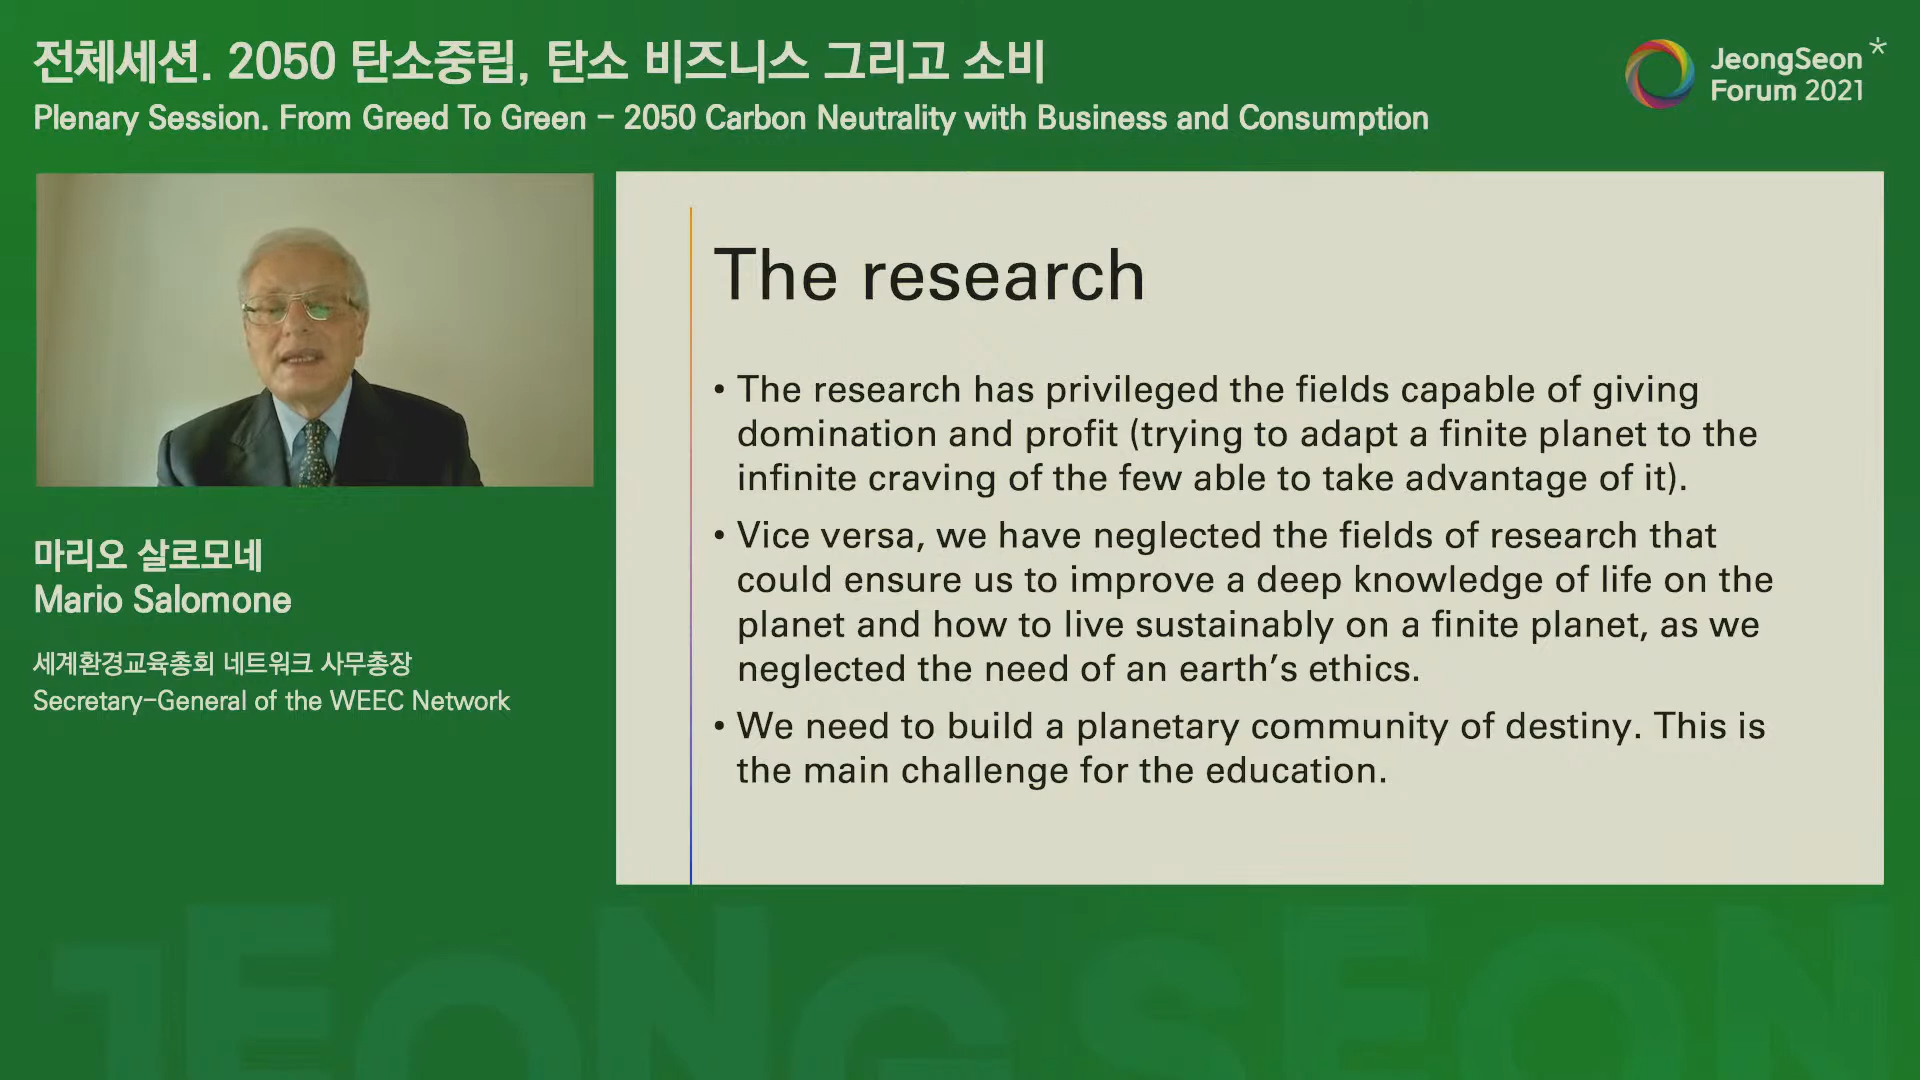 전체세션. 2050 탄소중립, 탄소 비즈니스 그리고 소비
Plenary Session. From Greed To Green – 2050 Carbon Neutrality with Business and Consumption
JeongSeon*
Forum 2021
The research
• The research has privileged the fields capable of giving
domination and profit (trying to adapt a finite planet to the
infinite craving of the few able to take advantage of it).
• Vice versa, we have neglected the fields of research that
could ensure us to improve a deep knowledge of life on the
planet and how to live sustainably on a finite planet, as we
neglected the need of an earth’s ethics.
• We need to build a planetary community of destiny. This is
the main challenge for the education.
마리오 살로모네
Mario Salomone
세계환경교육총회 네트워크 사무총장
Secretary-General of the WEEC Network
JEONGSEON